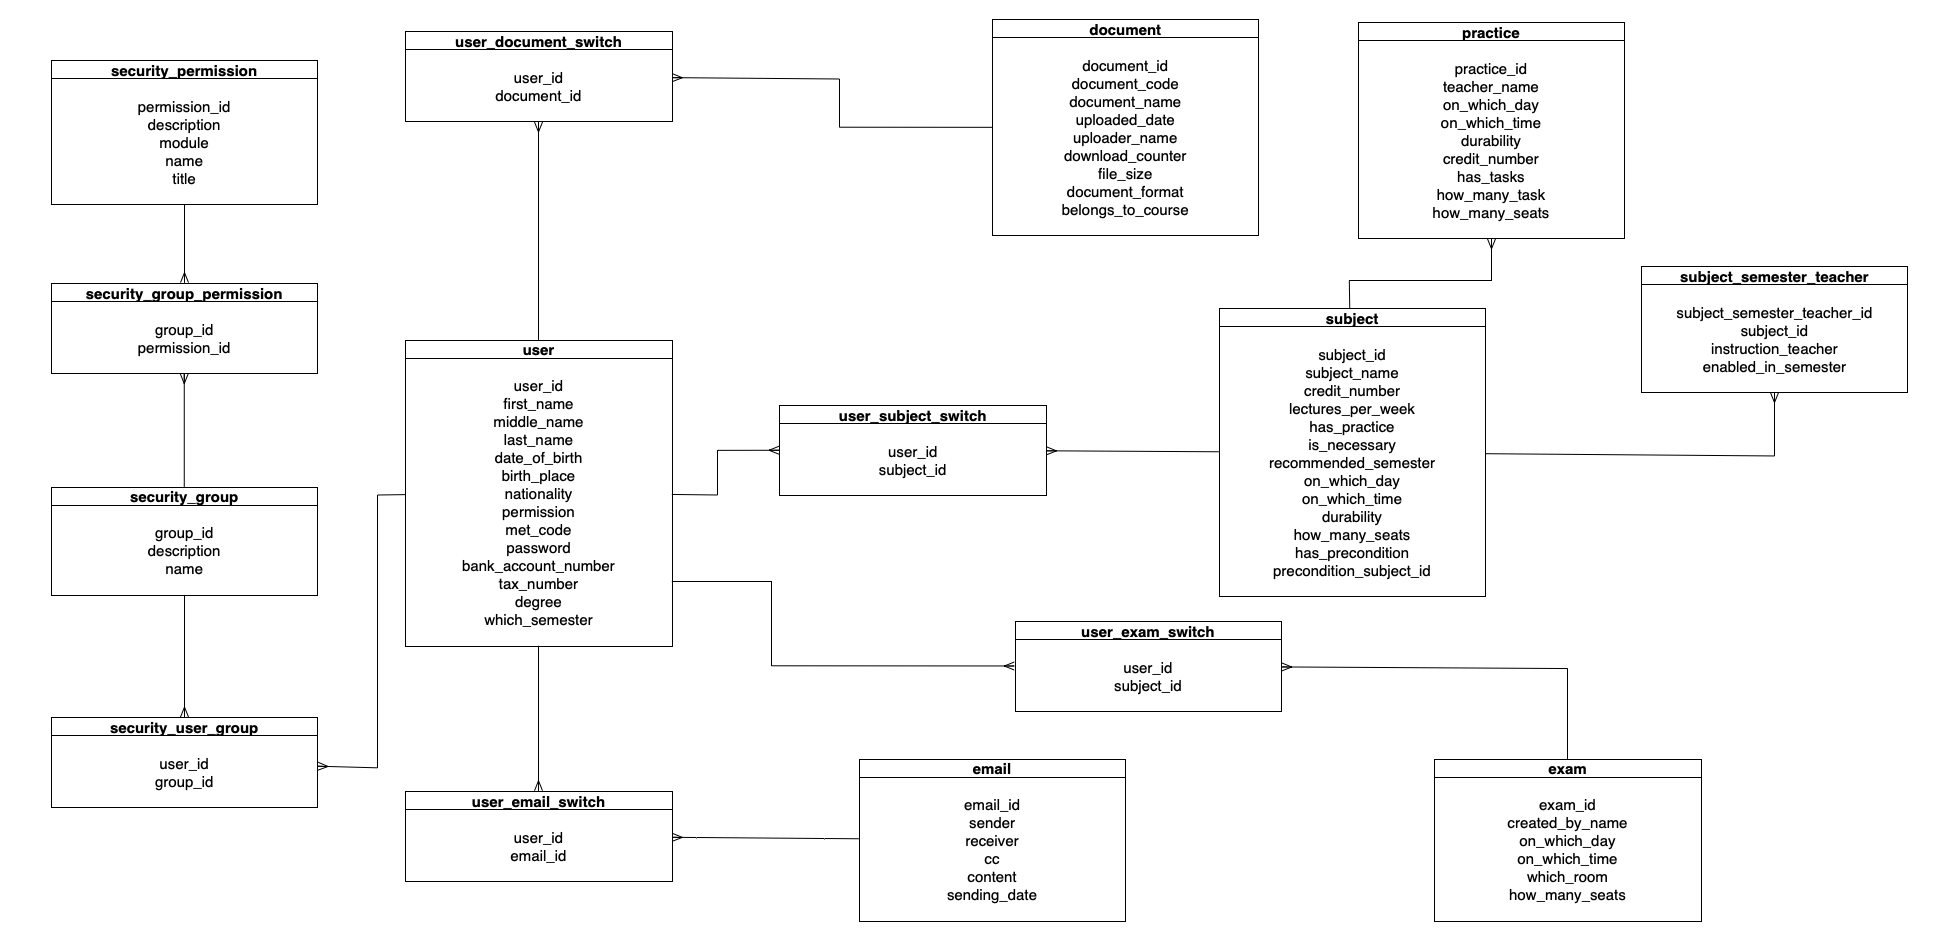 security_permission
permission_id
description
module
name
title
security_group_permission
group_id
permission_id
security_group
group_id
description
name
security_user_group
user_id
group_id
user_document_switch
user_id
document_id
user
user_id
first_name
middle_name
last_name
date_of_birth
birth_place
nationality
permission
met_code
password
bank_account_number
tax_number
degree
which_semester
user_email_switch
user_id
email_id
document
document_id
document_code
document_name
uploaded_date
uploader_name
download_counter
file_size
document_format
belongs_to_course
user_subject_switch
user_id
subject_id
user_exam_switch
user_id
subject_id
email
email_id
sender
receiver
cc
content
sending_date
practice
practice_id
teacher_name
on_which_day
on_which_time
durability
credit_number
has_tasks
how_many_task
how_many_seats
subject
subject_id
subject_name
credit_number
lectures_per_week
has_practice
is_necessary
recommended_semester
on_which_day
on_which_time
durability
how_many_seats
has_precondition
precondition_subject_id
subject_semester_teacher
subject_semester_teacher_id
subject_id
instruction_teacher
enabled_in_semester
exam
exam_id
created_by_name
on_which_day
on_which_time
which_room
how_many_seats